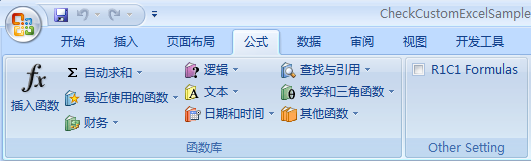 CheckCustomExcelSample
开始 插入 页面布局 公式 数据 审阅 视图 开发工具
fx Σ 自动求和 逻辑 查找与引用 R1C1 Formulas
插入函数 最近使用的函数 文本 数学和三角函数
财务 日期和时间 其他函数
函数库 Other Setting